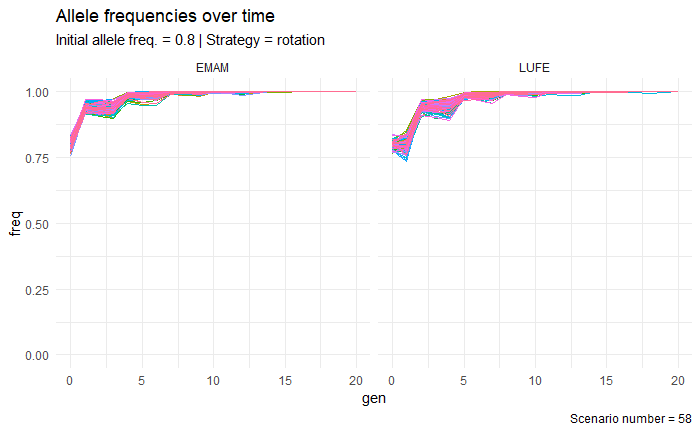 Allele frequencies over time
Initial allele freq. = 0.8 | Strategy = rotation
EMAM
LUFE
1.00
0.75
0.50
0.25
0.00
freq
0 5 10 15 20
0 5 10 15 20
gen
Scenario number = 58